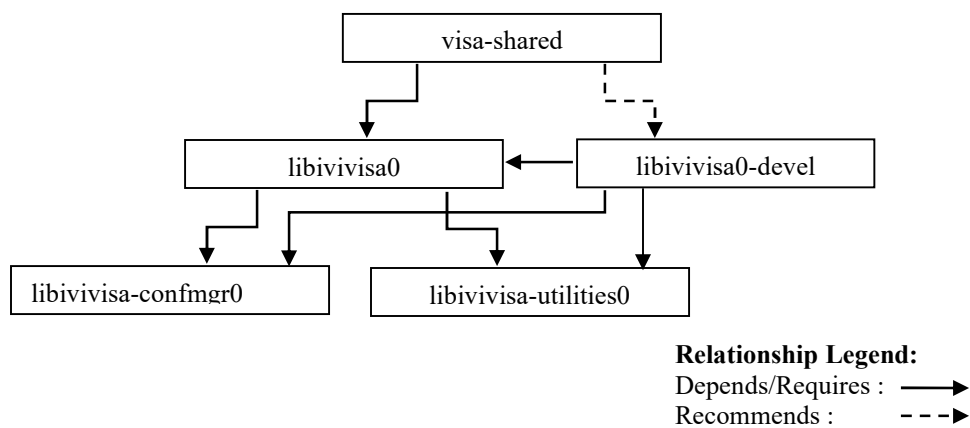 visa-shared
libivivisa0
libivivisa0-devel
libivivisa-confmgr0
libivivisa-utilities0
Relationship Legend:
Depends/Requires :
Recommends :